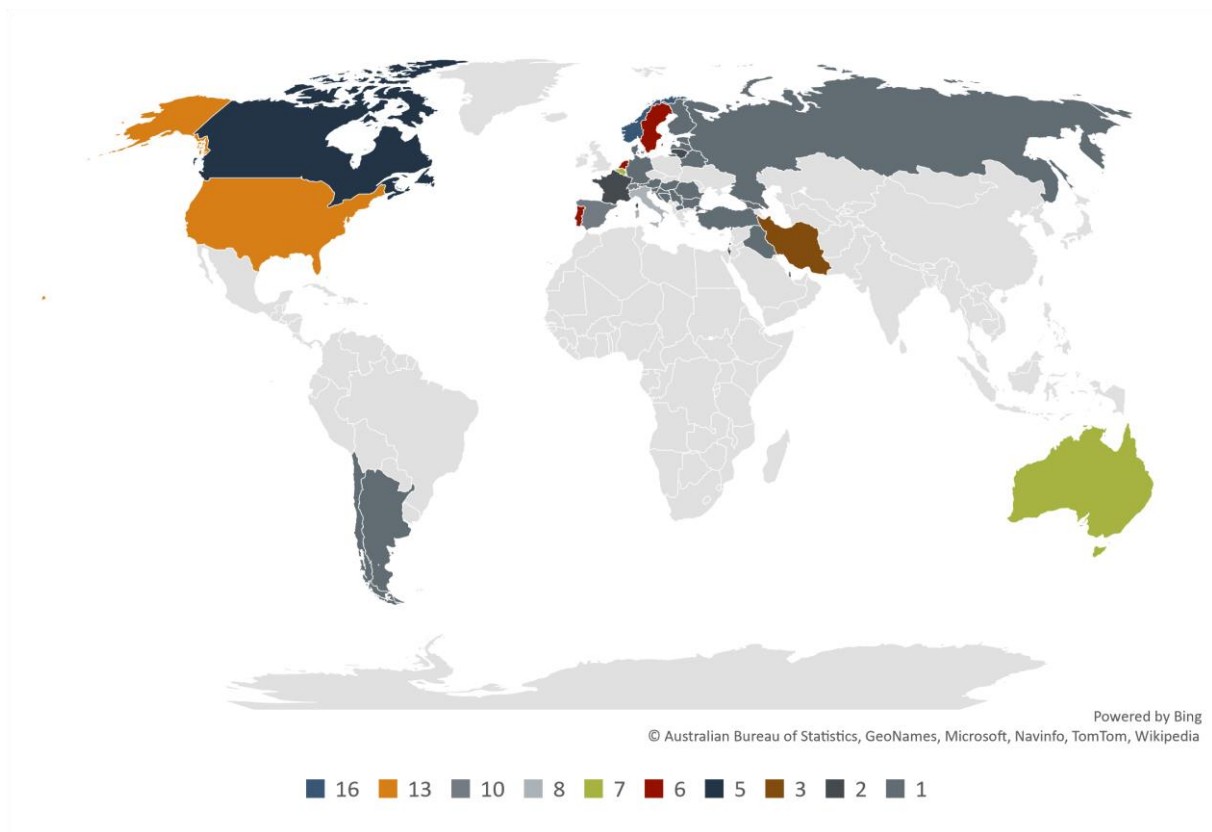 Powered by Bing
© Australian Bureau of Statistics, GeoNames, Microsoft, Navinfo, TomTom, Wikipedia
16 13 10 8 7 6 5 3 2 1